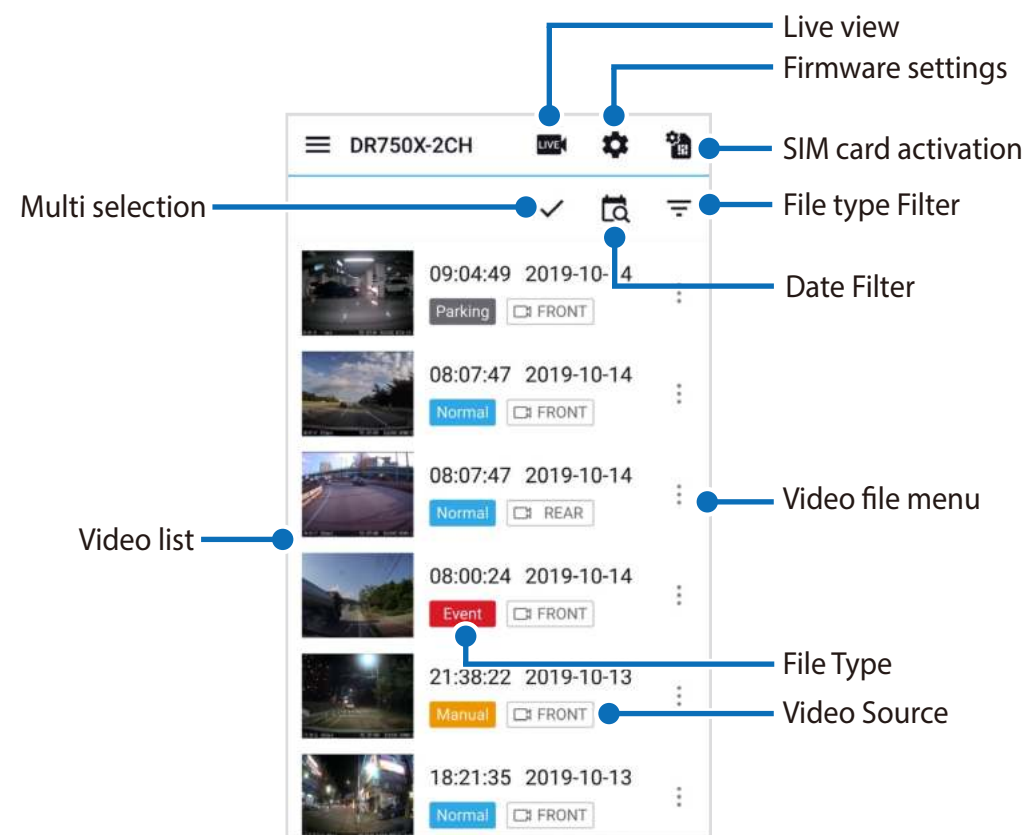 Live view
Firmware settings
DR750X-2CH
LIVE
SIM card activation
Multi selection
File type Filter
09:04:49 2019-10- 4
Date Filter
Parking FRONT
08:07:47 2019-10-14
Normal FRONT
08:07:47 2019-10-14
Video file menu
Normal REAR
Video list
08:00:24 2019-10-14
Event FRONT
File Type
21:38:22 2019-10-13
Manual FRONT
Video Source
18:21:35 2019-10-13
Normal FRONT